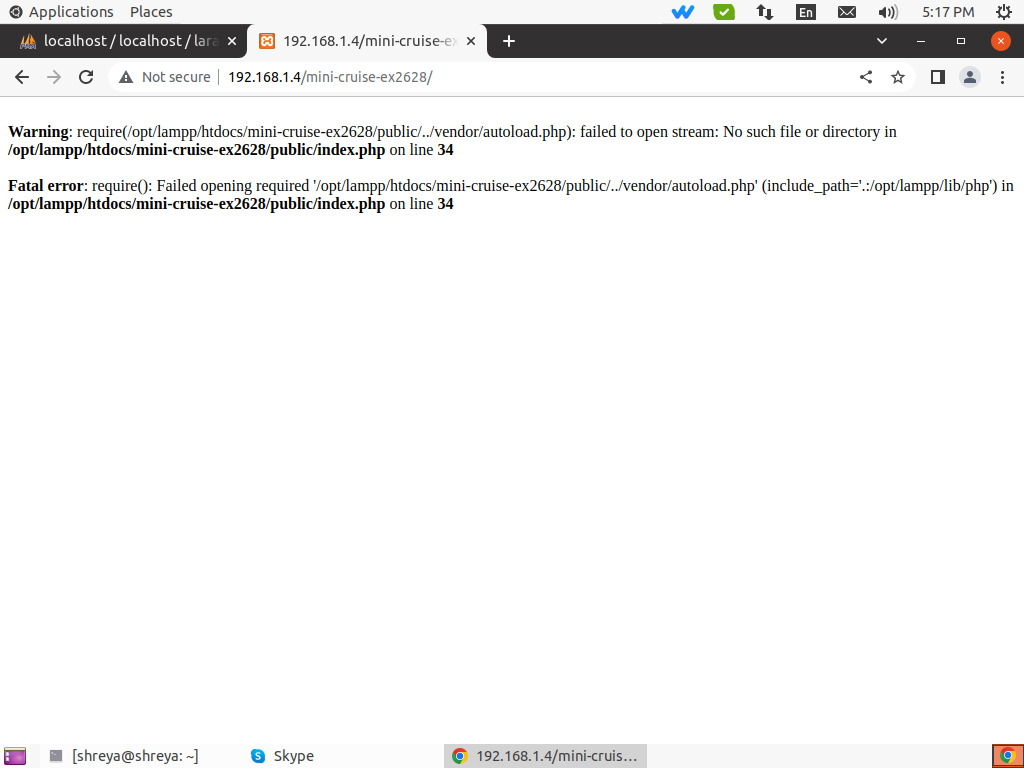 Applications Places En 5:17 PM
localhost / localhost / lara 192.168.1.4/mini-cruise-ex
Not secure 192.168.1.4/mini-cruise-ex2628/
Warning: require(/opt/lampp/htdocs/mini-cruise-ex2628/public/../vendor/autoload.php): failed to open stream: No such file or directory in
/opt/lampp/htdocs/mini-cruise-ex2628/public/index.php on line 34
Fatal error: require(): Failed opening required '/opt/lampp/htdocs/mini-cruise-ex2628/public/../vendor/autoload.php' (include_path='.:/opt/lampp/lib/php') in
/opt/lampp/htdocs/mini-cruise-ex2628/public/index.php on line 34
[shreya@shreya: ~] Skype 192.168.1.4/mini-cruis...